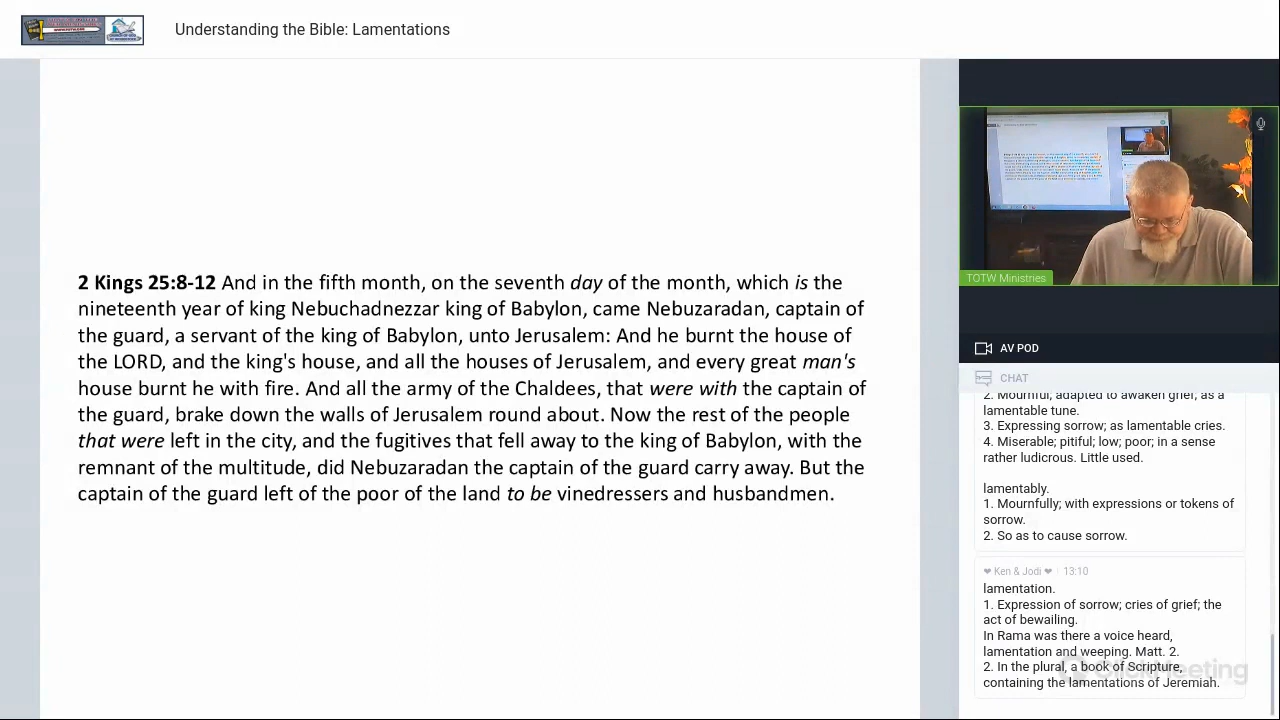 Understanding the Bible: Lamentations
2 Kings 25:8-12 And in the fifth month, on the seventh day of the month, which is the
nineteenth year of king Nebuchadnezzar king of Babylon, came Nebuzaradan, captain of
the guard, a servant of the king of Babylon, unto Jerusalem: And he burnt the house of
the LORD, and the king's house, and all the houses of Jerusalem, and every great man's
house burnt he with fire. And all the army of the Chaldees, that were with the captain of
the guard, brake down the walls of Jerusalem round about. Now the rest of the people
that were left in the city, and the fugitives that fell away to the king of Babylon, with the
remnant of the multitude, did Nebuzaradan the captain of the guard carry away. But the
captain of the guard left of the poor of the land to be vinedressers and husbandmen.
TOTW Ministries
AV POD
CHAT
2. Mournful; adapted to awaken grief; as a
lamentable tune.
3. Expressing sorrow; as lamentable cries.
4. Miserable; pitiful; low; poor; in a sense
rather ludicrous. Little used.
lamentably.
1. Mournfully; with expressions or tokens of
sorrow.
2. So as to cause sorrow.
❤ Ken & Jodi ❤ 13:10
lamentation.
1. Expression of sorrow; cries of grief; the
act of bewailing.
In Rama was there a voice heard,
lamentation and weeping. Matt. 2.
2. In the plural, a book of Scripture,
containing the lamentations of Jeremiah.
ClickMeeting